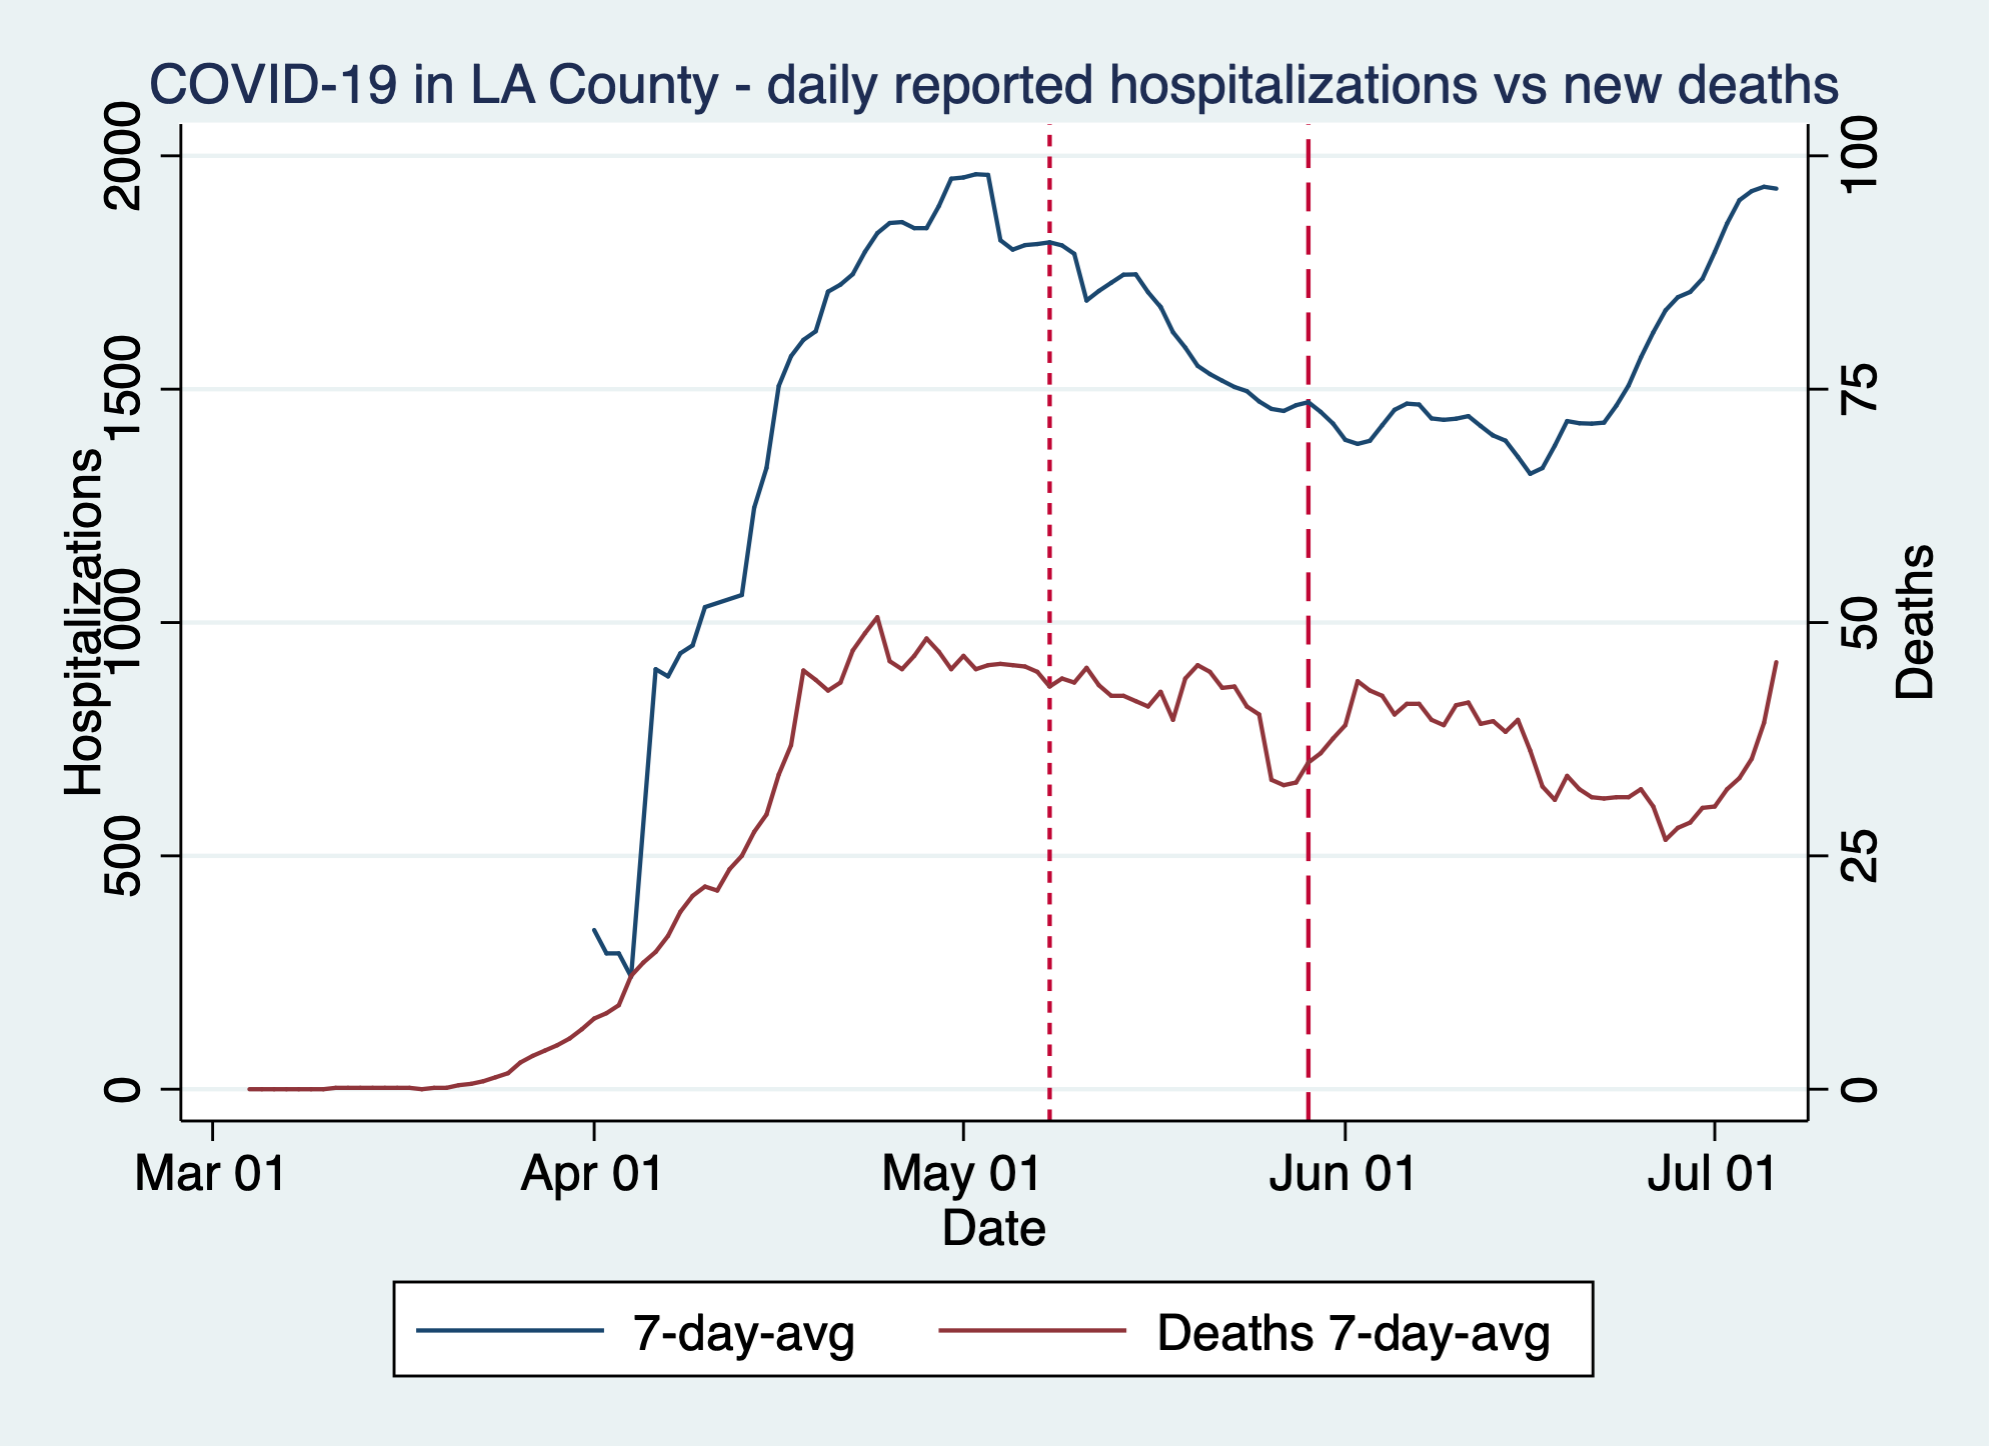 COVID-19 in LA County - daily reported hospitalizations vs new deaths
Hospitalizations
2000
1500
1000
500
0
100
75
50
25
0
Deaths
Mar 01
Apr 01
May 01
Jun 01
Jul 01
Date
7-day-avg
Deaths 7-day-avg